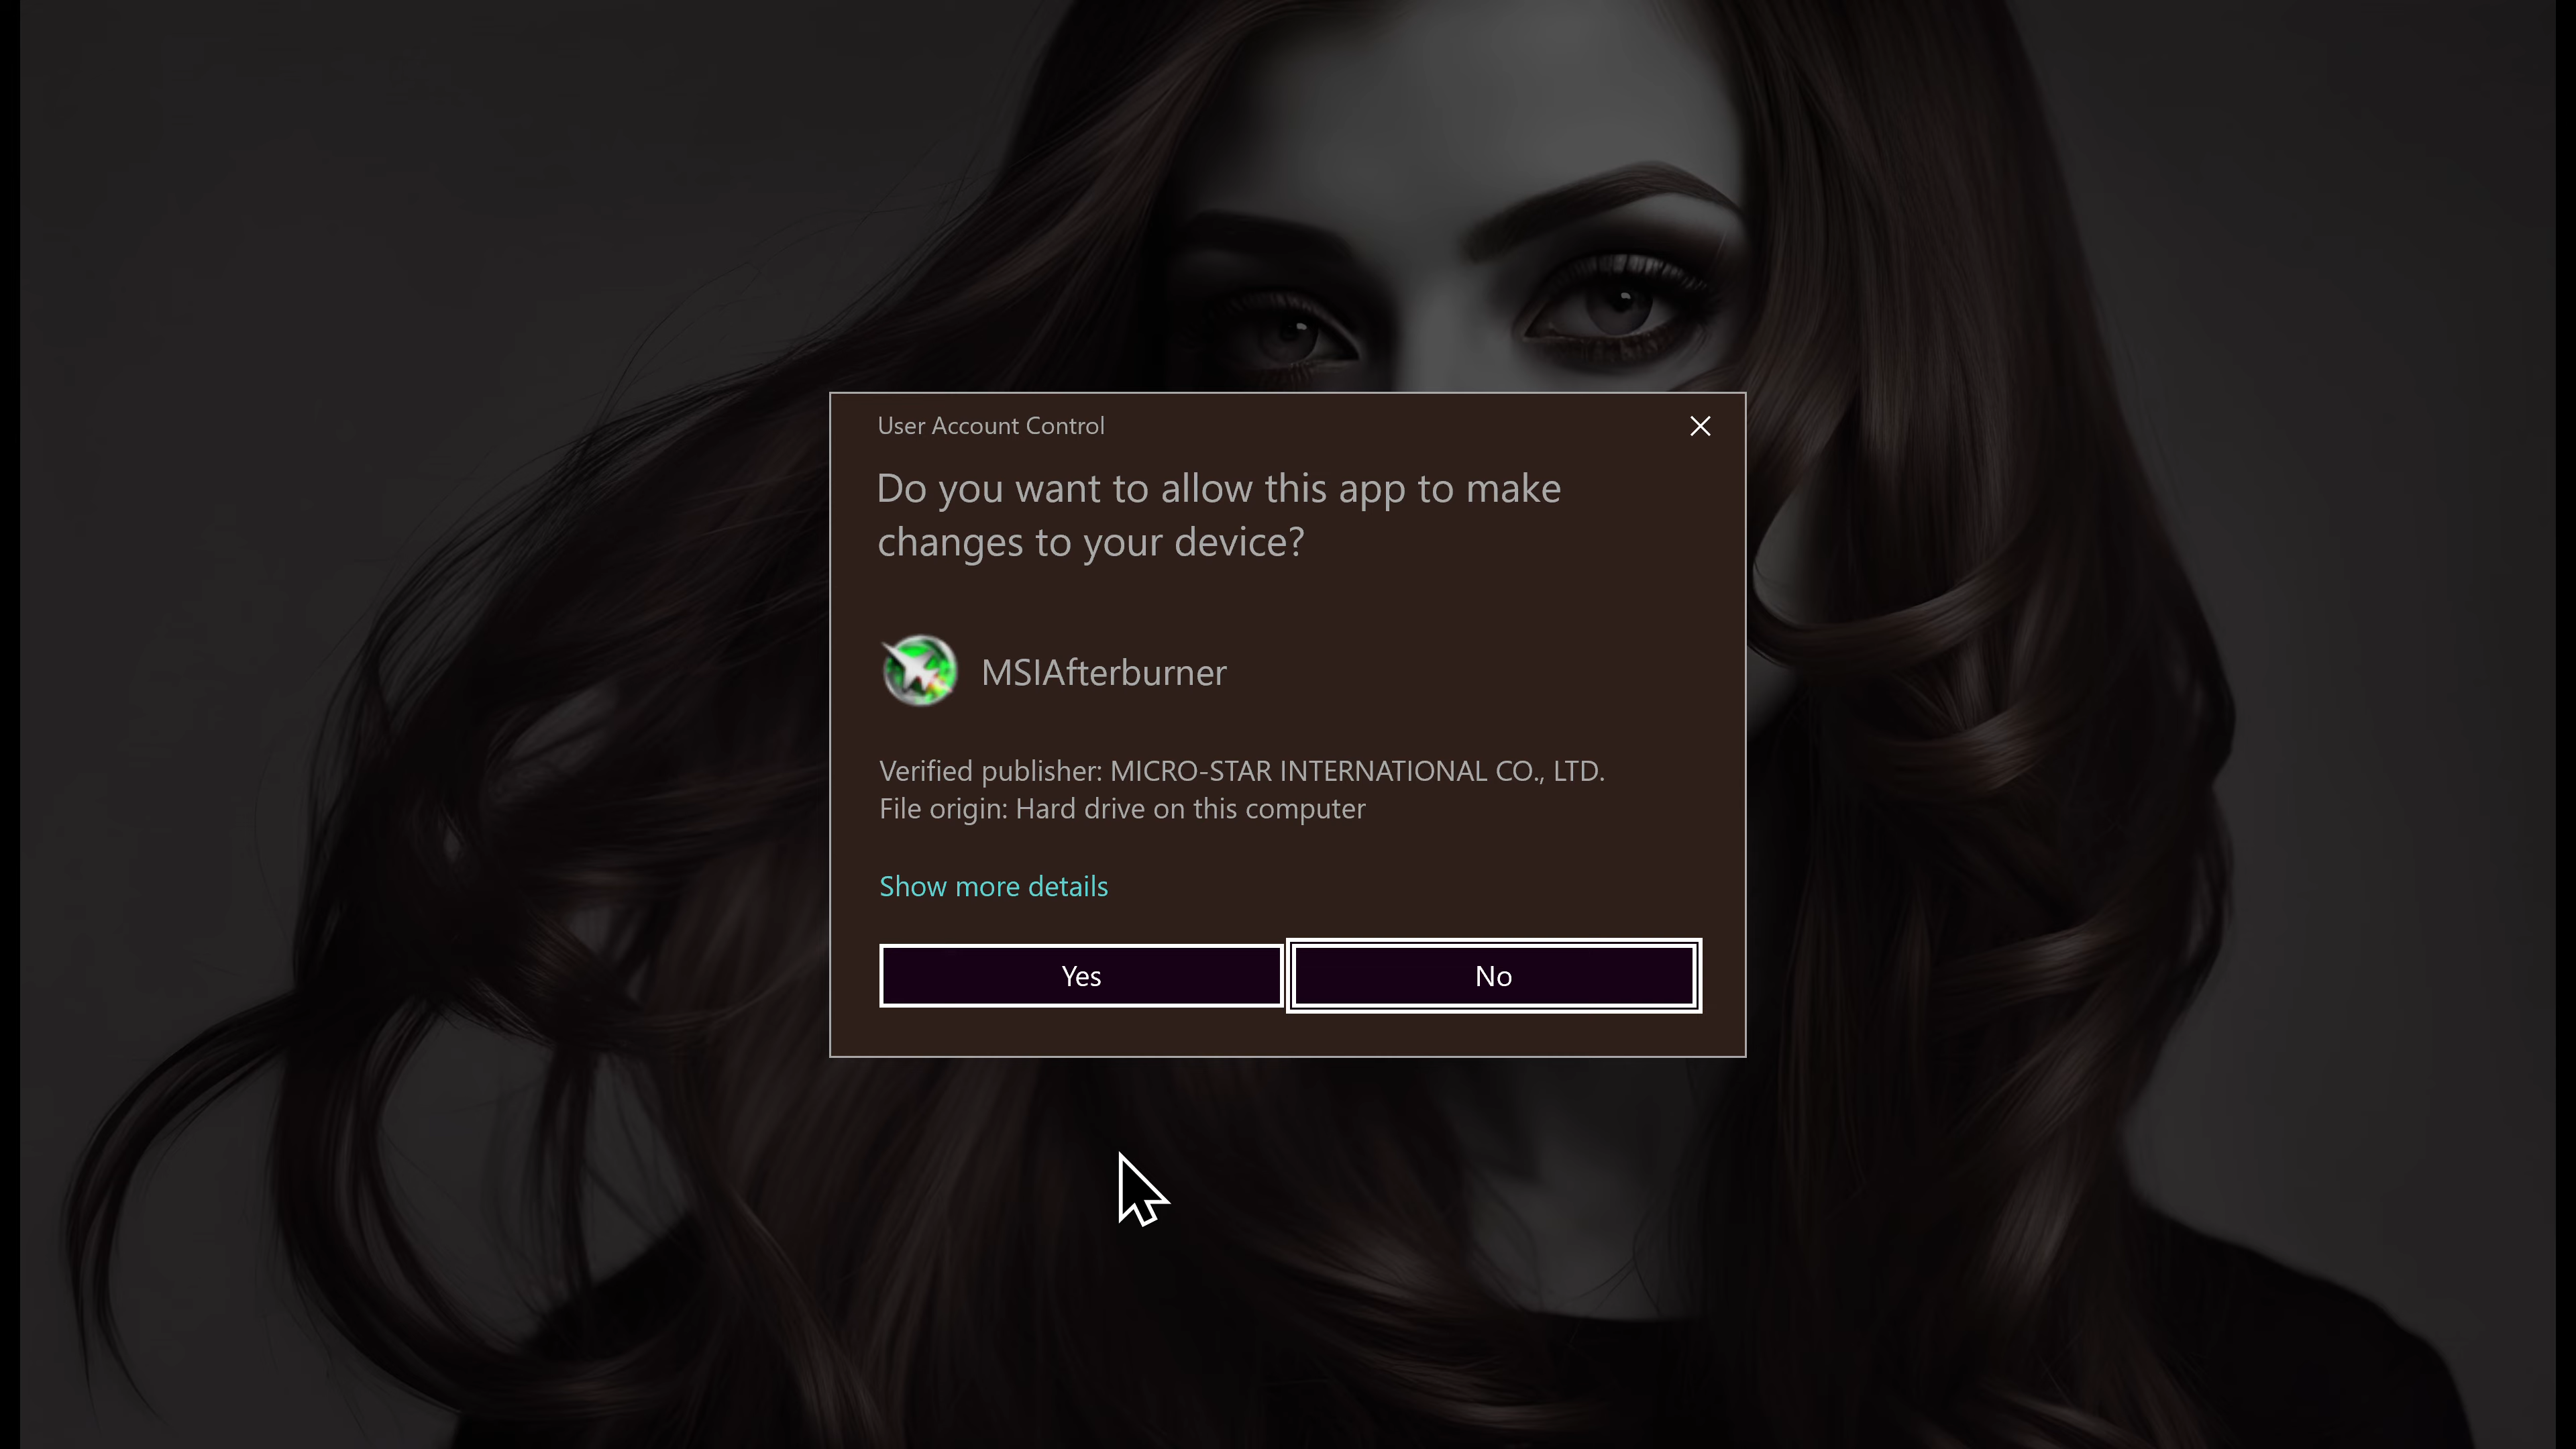 User Account Control
Do you want to allow this app to make
changes to your device?
MSIAfterburner
Verified publisher: MICRO-STAR INTERNATIONAL CO., LTD.
File origin: Hard drive on this computer
Show more details
Yes
No